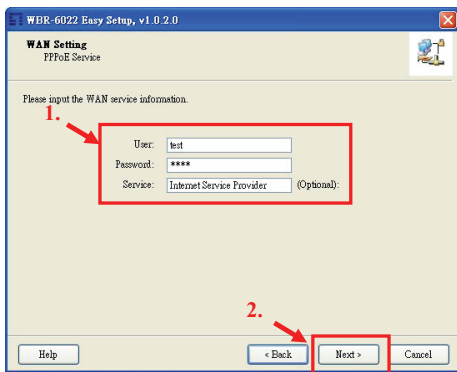 WBR-6022 Easy Setup, v1.0.2.0
WAN Setting
PPPoE Service
Please input the WAN service information.
1.
User: test
Password: ****
Service: Internet Service Provider (Optional):
2.
Help < Back Next > Cancel